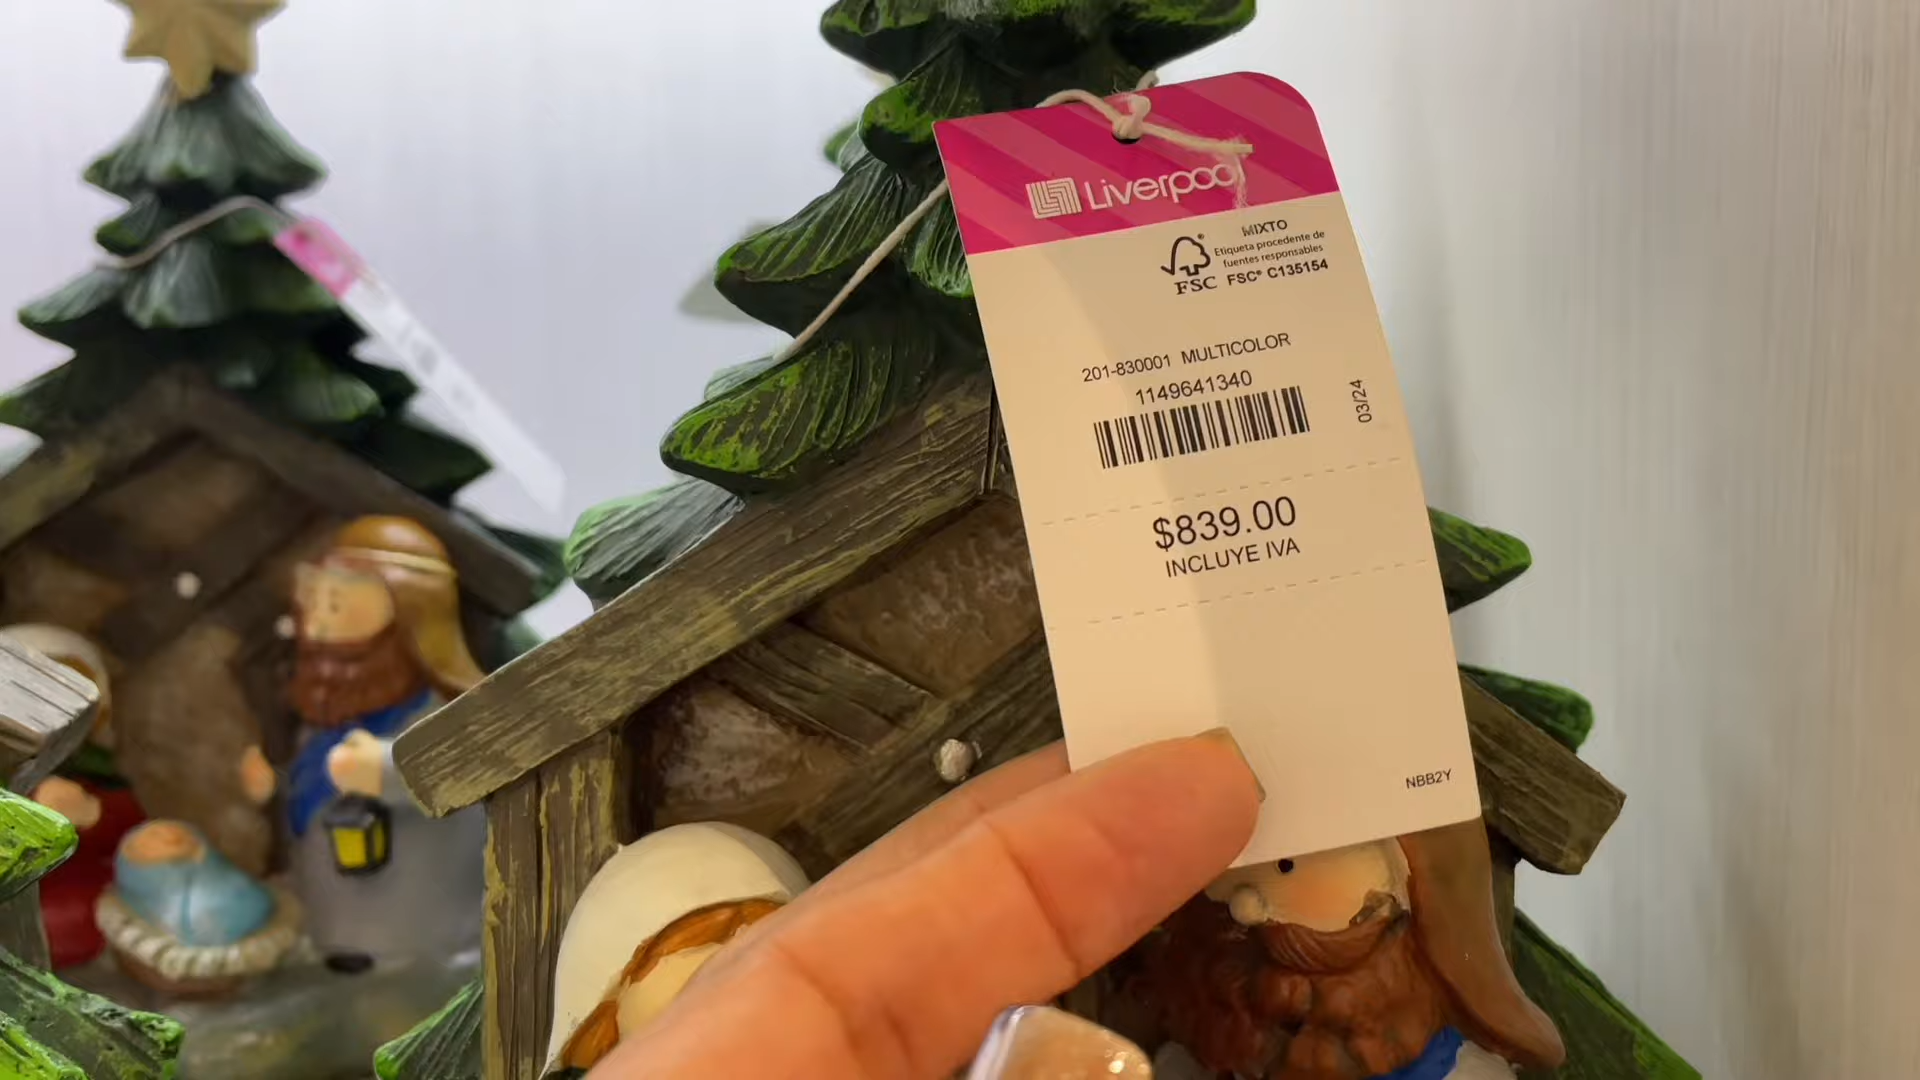 Liverpool
MIXTO
Etiqueta procedente de
fuentes responsables
FSC® C135154
FSC
201-830001 MULTICOLOR
1149641340
03/24
$839.00
INCLUYE IVA
NBB2Y